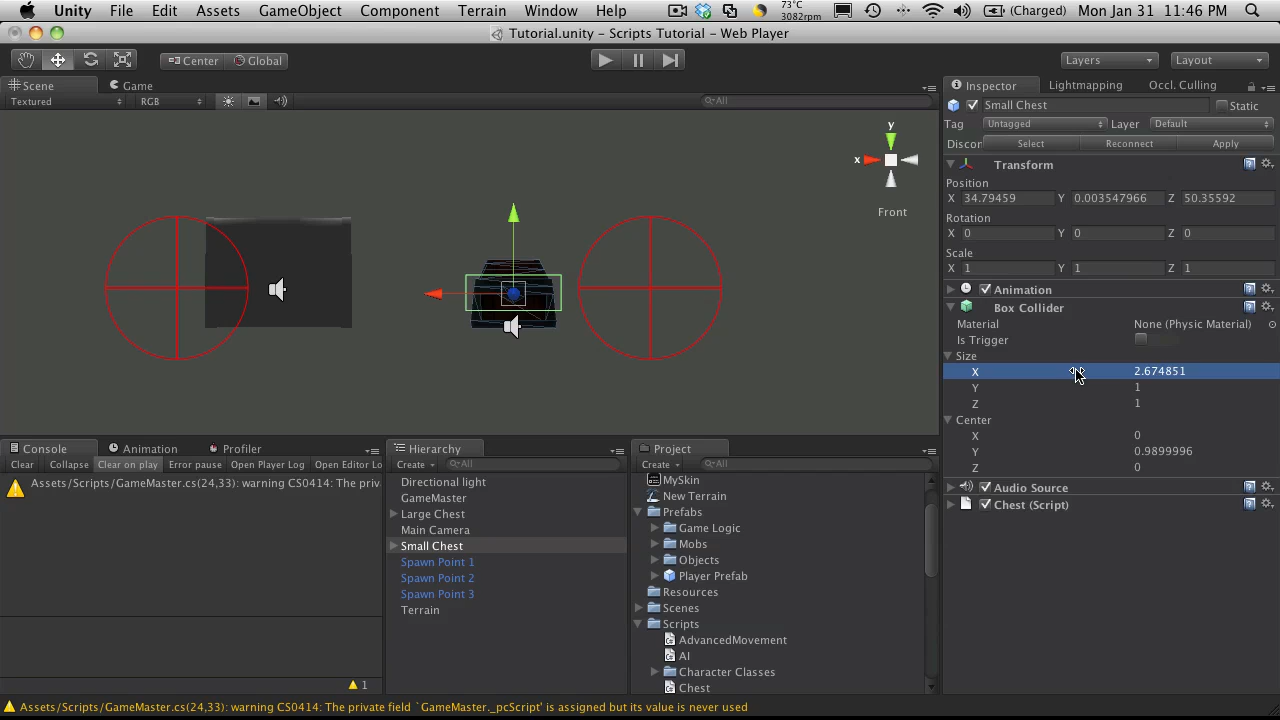 Unity File Edit Assets GameObject Component Terrain Window Help 73°C 3082rpm (Charged) Mon Jan 31 11:46 PM
Tutorial.unity – Scripts Tutorial – Web Player
Center Global Layers Layout
Scene Game Inspector Lightmapping Occl. Culling
Textured RGB All
Small Chest Static
Tag Untagged Layer Default
Select Reconnect Apply
y
x
Front
Transform
Position
X 34.79459 Y 0.003547966 Z 50.35592
Rotation
X 0 Y 0 Z 0
Scale
X 1 Y 1 Z 1
Animation
Box Collider
Material None (Physic Material)
Is Trigger
Size
X 2.674851
Y 1
Z 1
Center
X 0
Y 0.9899996
Z 0
Audio Source
Chest (Script)
Console Animation Profiler
Clear Collapse Clear on play Error pause Open Player Log Open Editor Lo
Assets/Scripts/GameMaster.cs(24,33): warning CS0414: The priva
1
Hierarchy
Create All
Directional light
GameMaster
Large Chest
Main Camera
Small Chest
Spawn Point 1
Spawn Point 2
Spawn Point 3
Terrain
Project
Create All
MySkin
New Terrain
Prefabs
Game Logic
Mobs
Objects
Player Prefab
Resources
Scenes
Scripts
AdvancedMovement
AI
Character Classes
Chest
Assets/Scripts/GameMaster.cs(24,33): warning CS0414: The private field `GameMaster._pcScript' is assigned but its value is never used